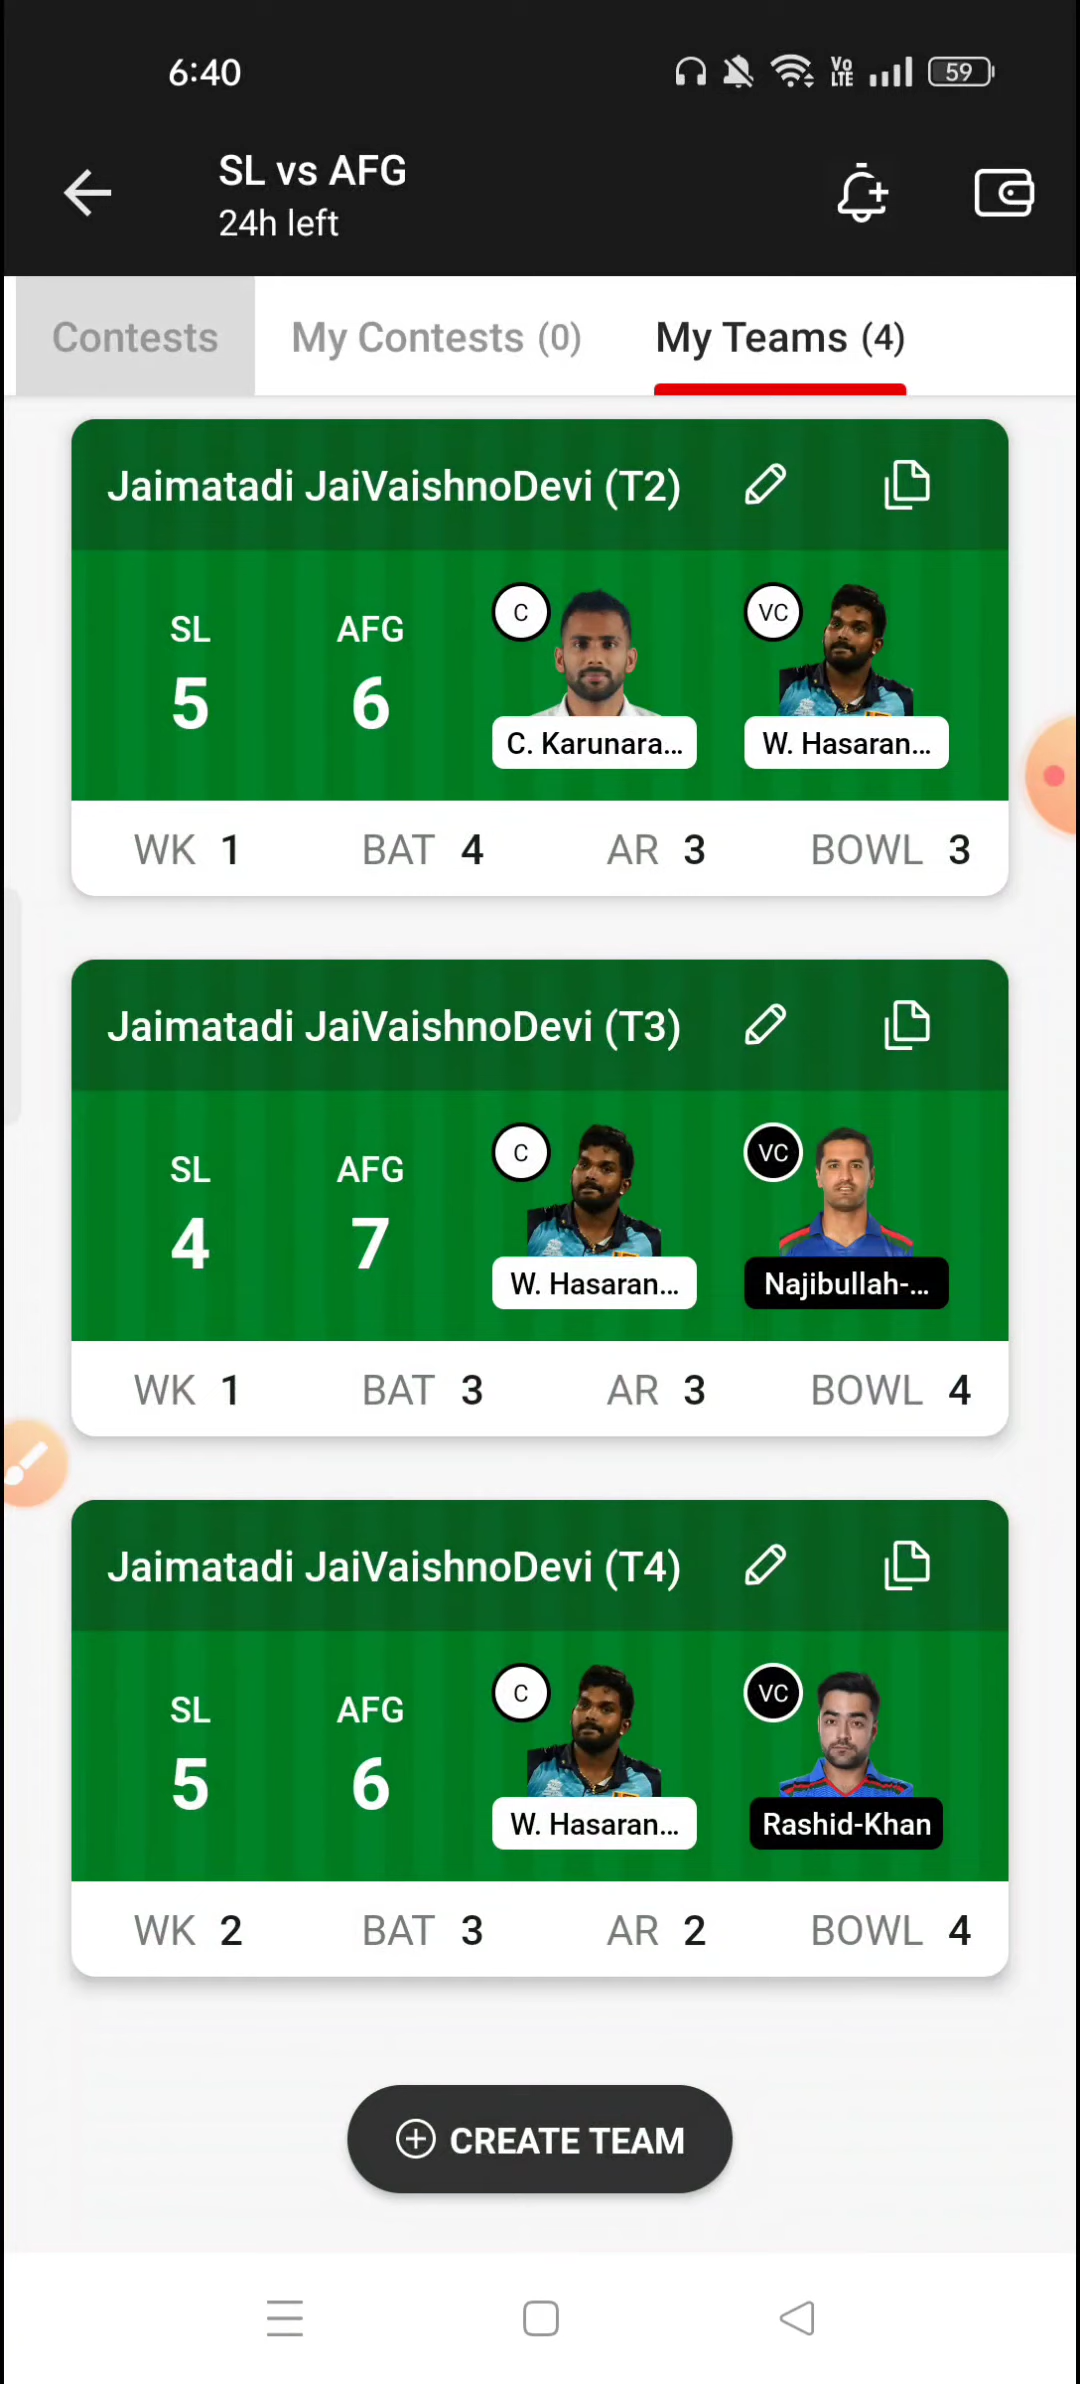 6:40
Vo LTE
59
SL vs AFG
24h left
Contests
My Contests (0)
My Teams (4)
Jaimatadi JaiVaishnoDevi (T2)
SL
AFG
C
VC
5
6
C. Karunara...
W. Hasaran...
WK 1
BAT 4
AR 3
BOWL 3
Jaimatadi JaiVaishnoDevi (T3)
SL
AFG
C
VC
4
7
W. Hasaran...
Najibullah-...
WK 1
BAT 3
AR 3
BOWL 4
Jaimatadi JaiVaishnoDevi (T4)
SL
AFG
C
VC
5
6
W. Hasaran...
Rashid-Khan
WK 2
BAT 3
AR 2
BOWL 4
CREATE TEAM